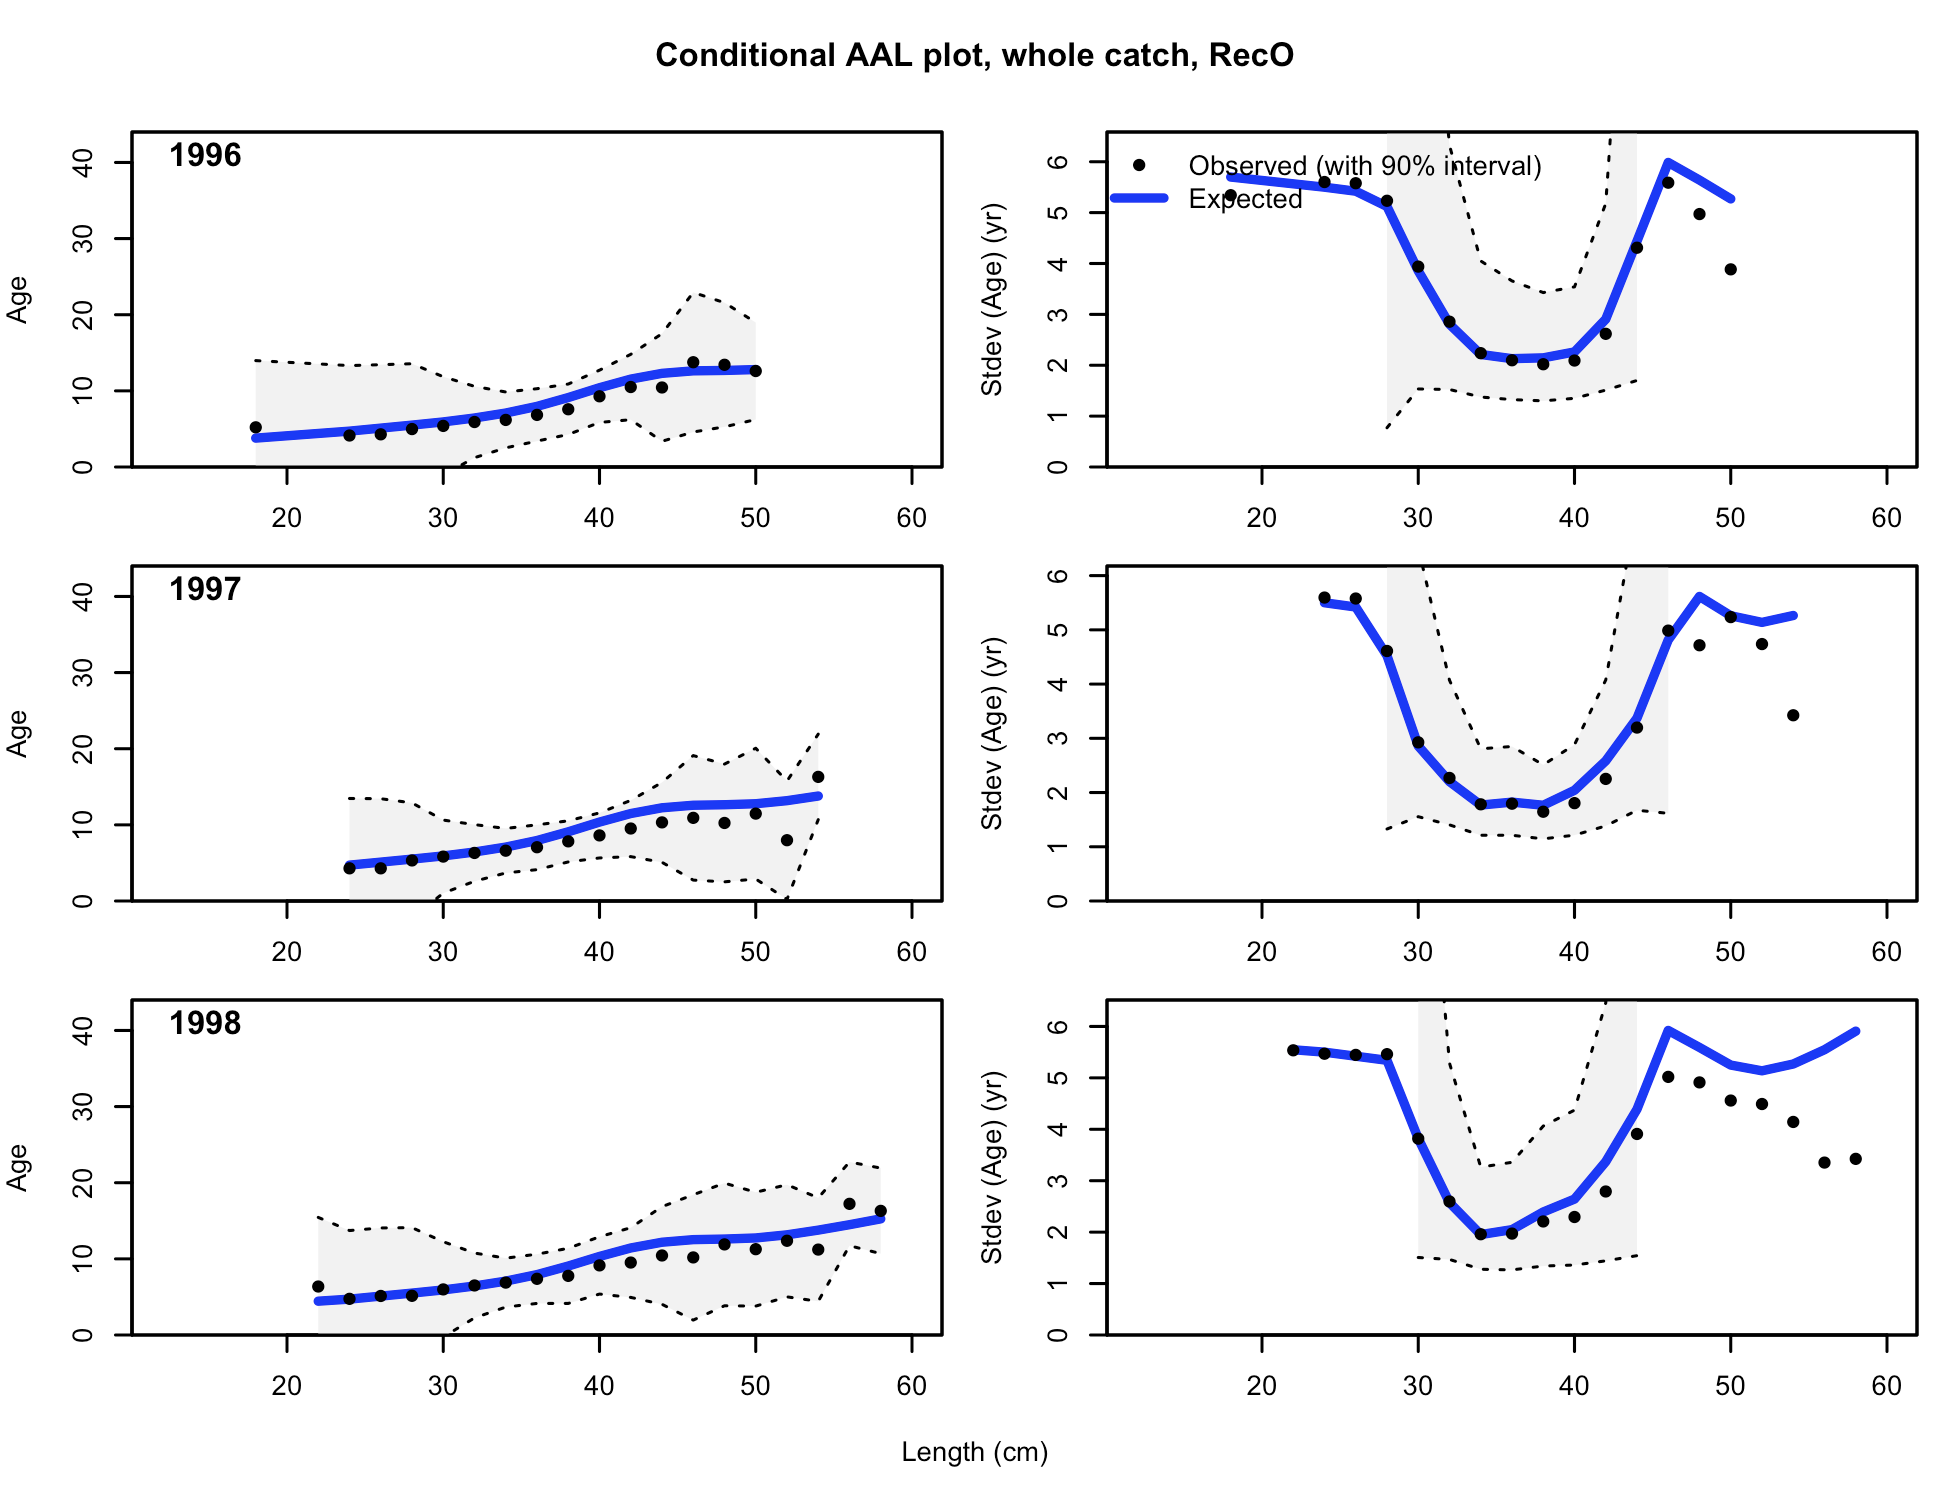 Conditional AAL plot, whole catch, RecO
1996
Age
0 10 20 30 40
20 30 40 50 60
Observed (with 90% interval)
Expected
Stdev (Age) (yr)
0 1 2 3 4 5 6
20 30 40 50 60
1997
Age
0 10 20 30 40
20 30 40 50 60
Stdev (Age) (yr)
0 1 2 3 4 5 6
20 30 40 50 60
1998
Age
0 10 20 30 40
20 30 40 50 60
Stdev (Age) (yr)
0 1 2 3 4 5 6
20 30 40 50 60
Length (cm)